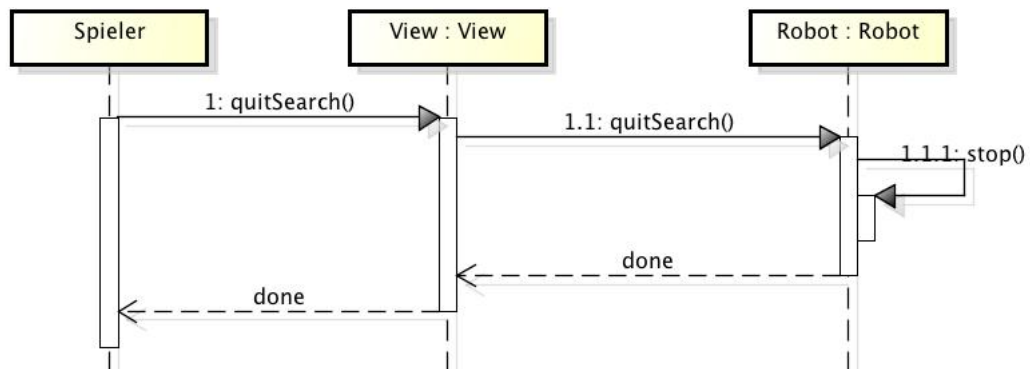 Spieler
View : View
Robot : Robot
1: quitSearch()
1.1: quitSearch()
1.1.1: stop()
done
done